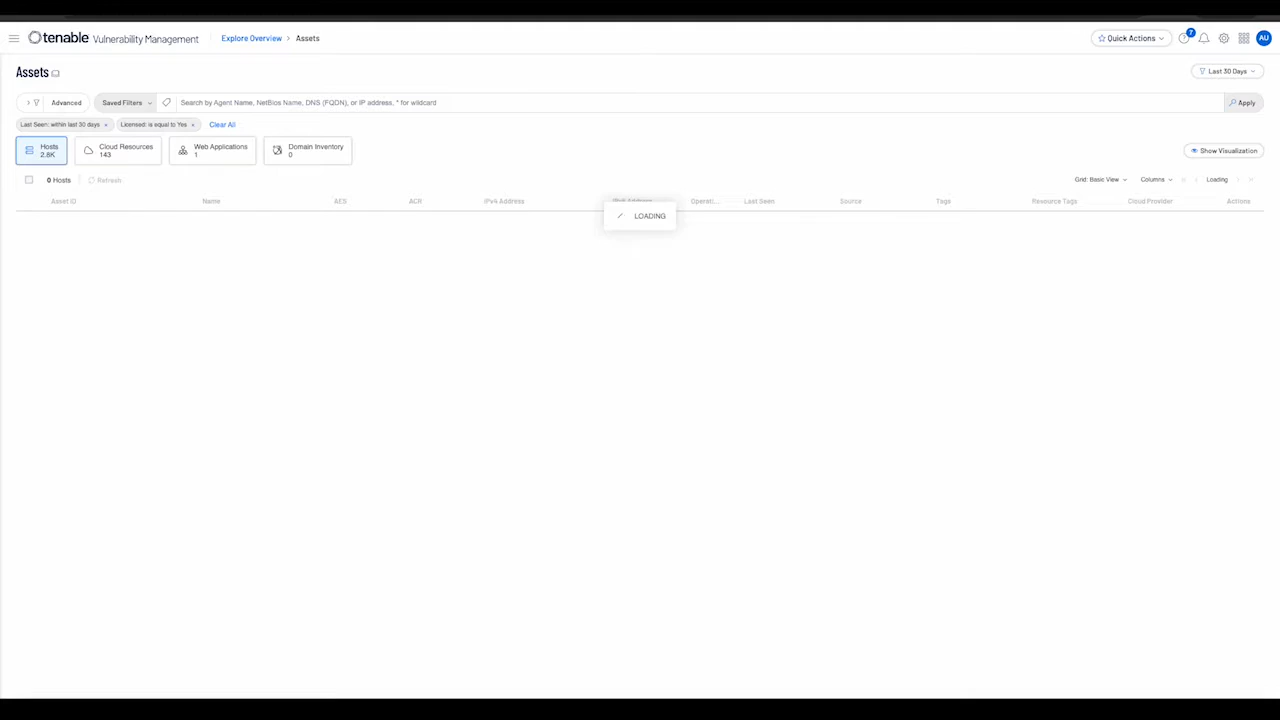 tenable Vulnerability Management Explore Overview > Assets Quick Actions 7 AU
Assets Last 30 Days
Advanced Saved Filters Search by Agent Name, NetBios Name, DNS (FQDN), or IP address, * for wildcard Apply
Last Seen: within last 30 days × Licensed: is equal to Yes × Clear All
Hosts 2.8K
Cloud Resources 143
Web Applications 1
Domain Inventory 0
Show Visualization
0 Hosts Refresh Grid: Basic View Columns Loading
Asset ID Name AES ACR IPv4 Address IPv6 Address Operati... Last Seen Source Tags Resource Tags Cloud Provider Actions
LOADING